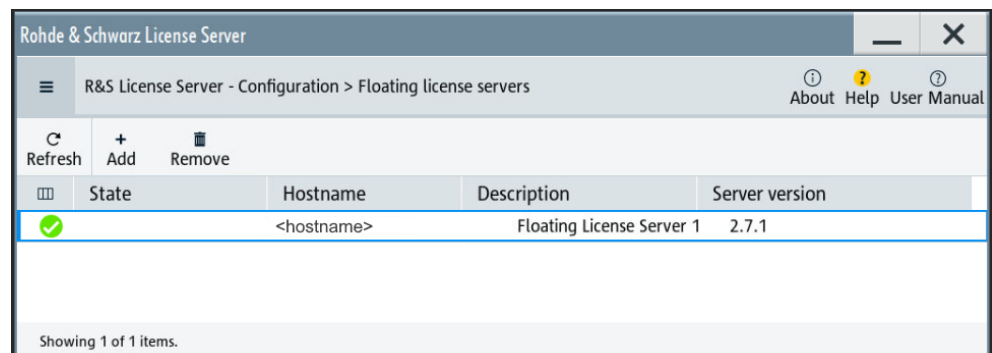 Rohde & Schwarz License Server
R&S License Server - Configuration > Floating license servers
About Help User Manual
Refresh Add Remove
State Hostname Description Server version
<hostname> Floating License Server 1 2.7.1
Showing 1 of 1 items.